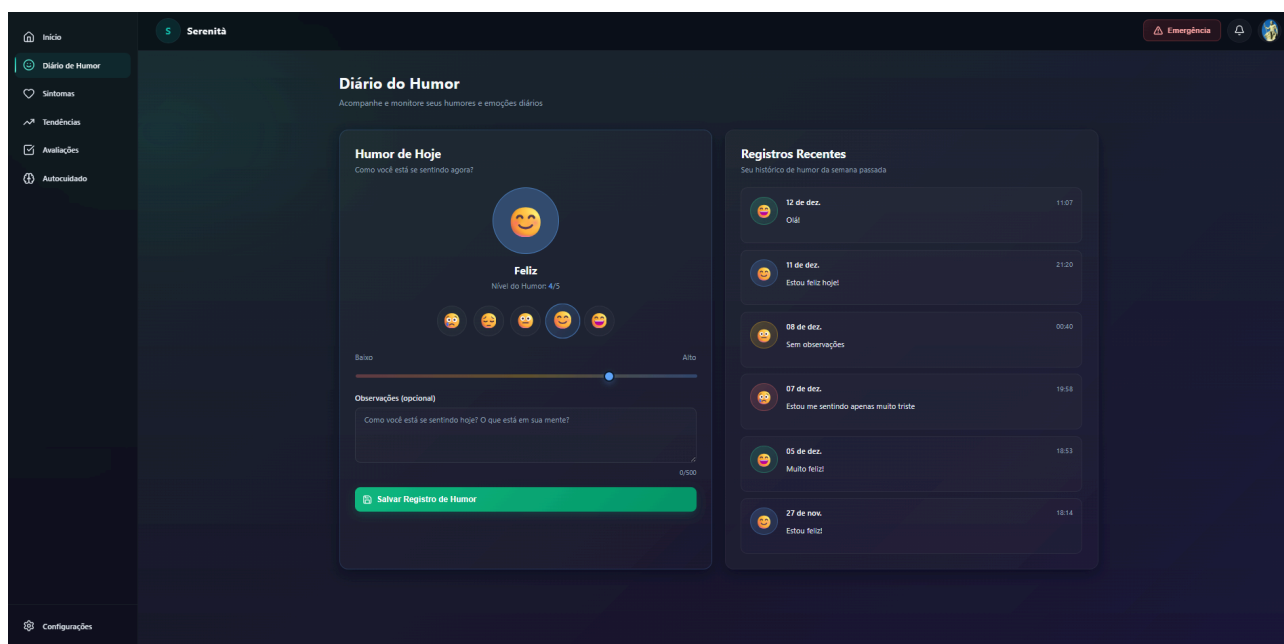 Início
Diário de Humor
Sintomas
Tendências
Avaliações
Autocuidado
Configurações
S Serenità
Emergência
Diário do Humor
Acompanhe e monitore seus humores e emoções diários
Humor de Hoje
Como você está se sentindo agora?
Feliz
Nível do Humor: 4/5
Baixo Alto
Observações (opcional)
Como você está se sentindo hoje? O que está em sua mente?
0/500
Salvar Registro de Humor
Registros Recentes
Seu histórico de humor da semana passada
12 de dez. 11:07
Olá!
11 de dez. 21:20
Estou feliz hoje!
08 de dez. 00:40
Sem observações
07 de dez. 19:58
Estou me sentindo apenas muito triste
05 de dez. 18:53
Muito feliz!
27 de nov. 18:14
Estou feliz!